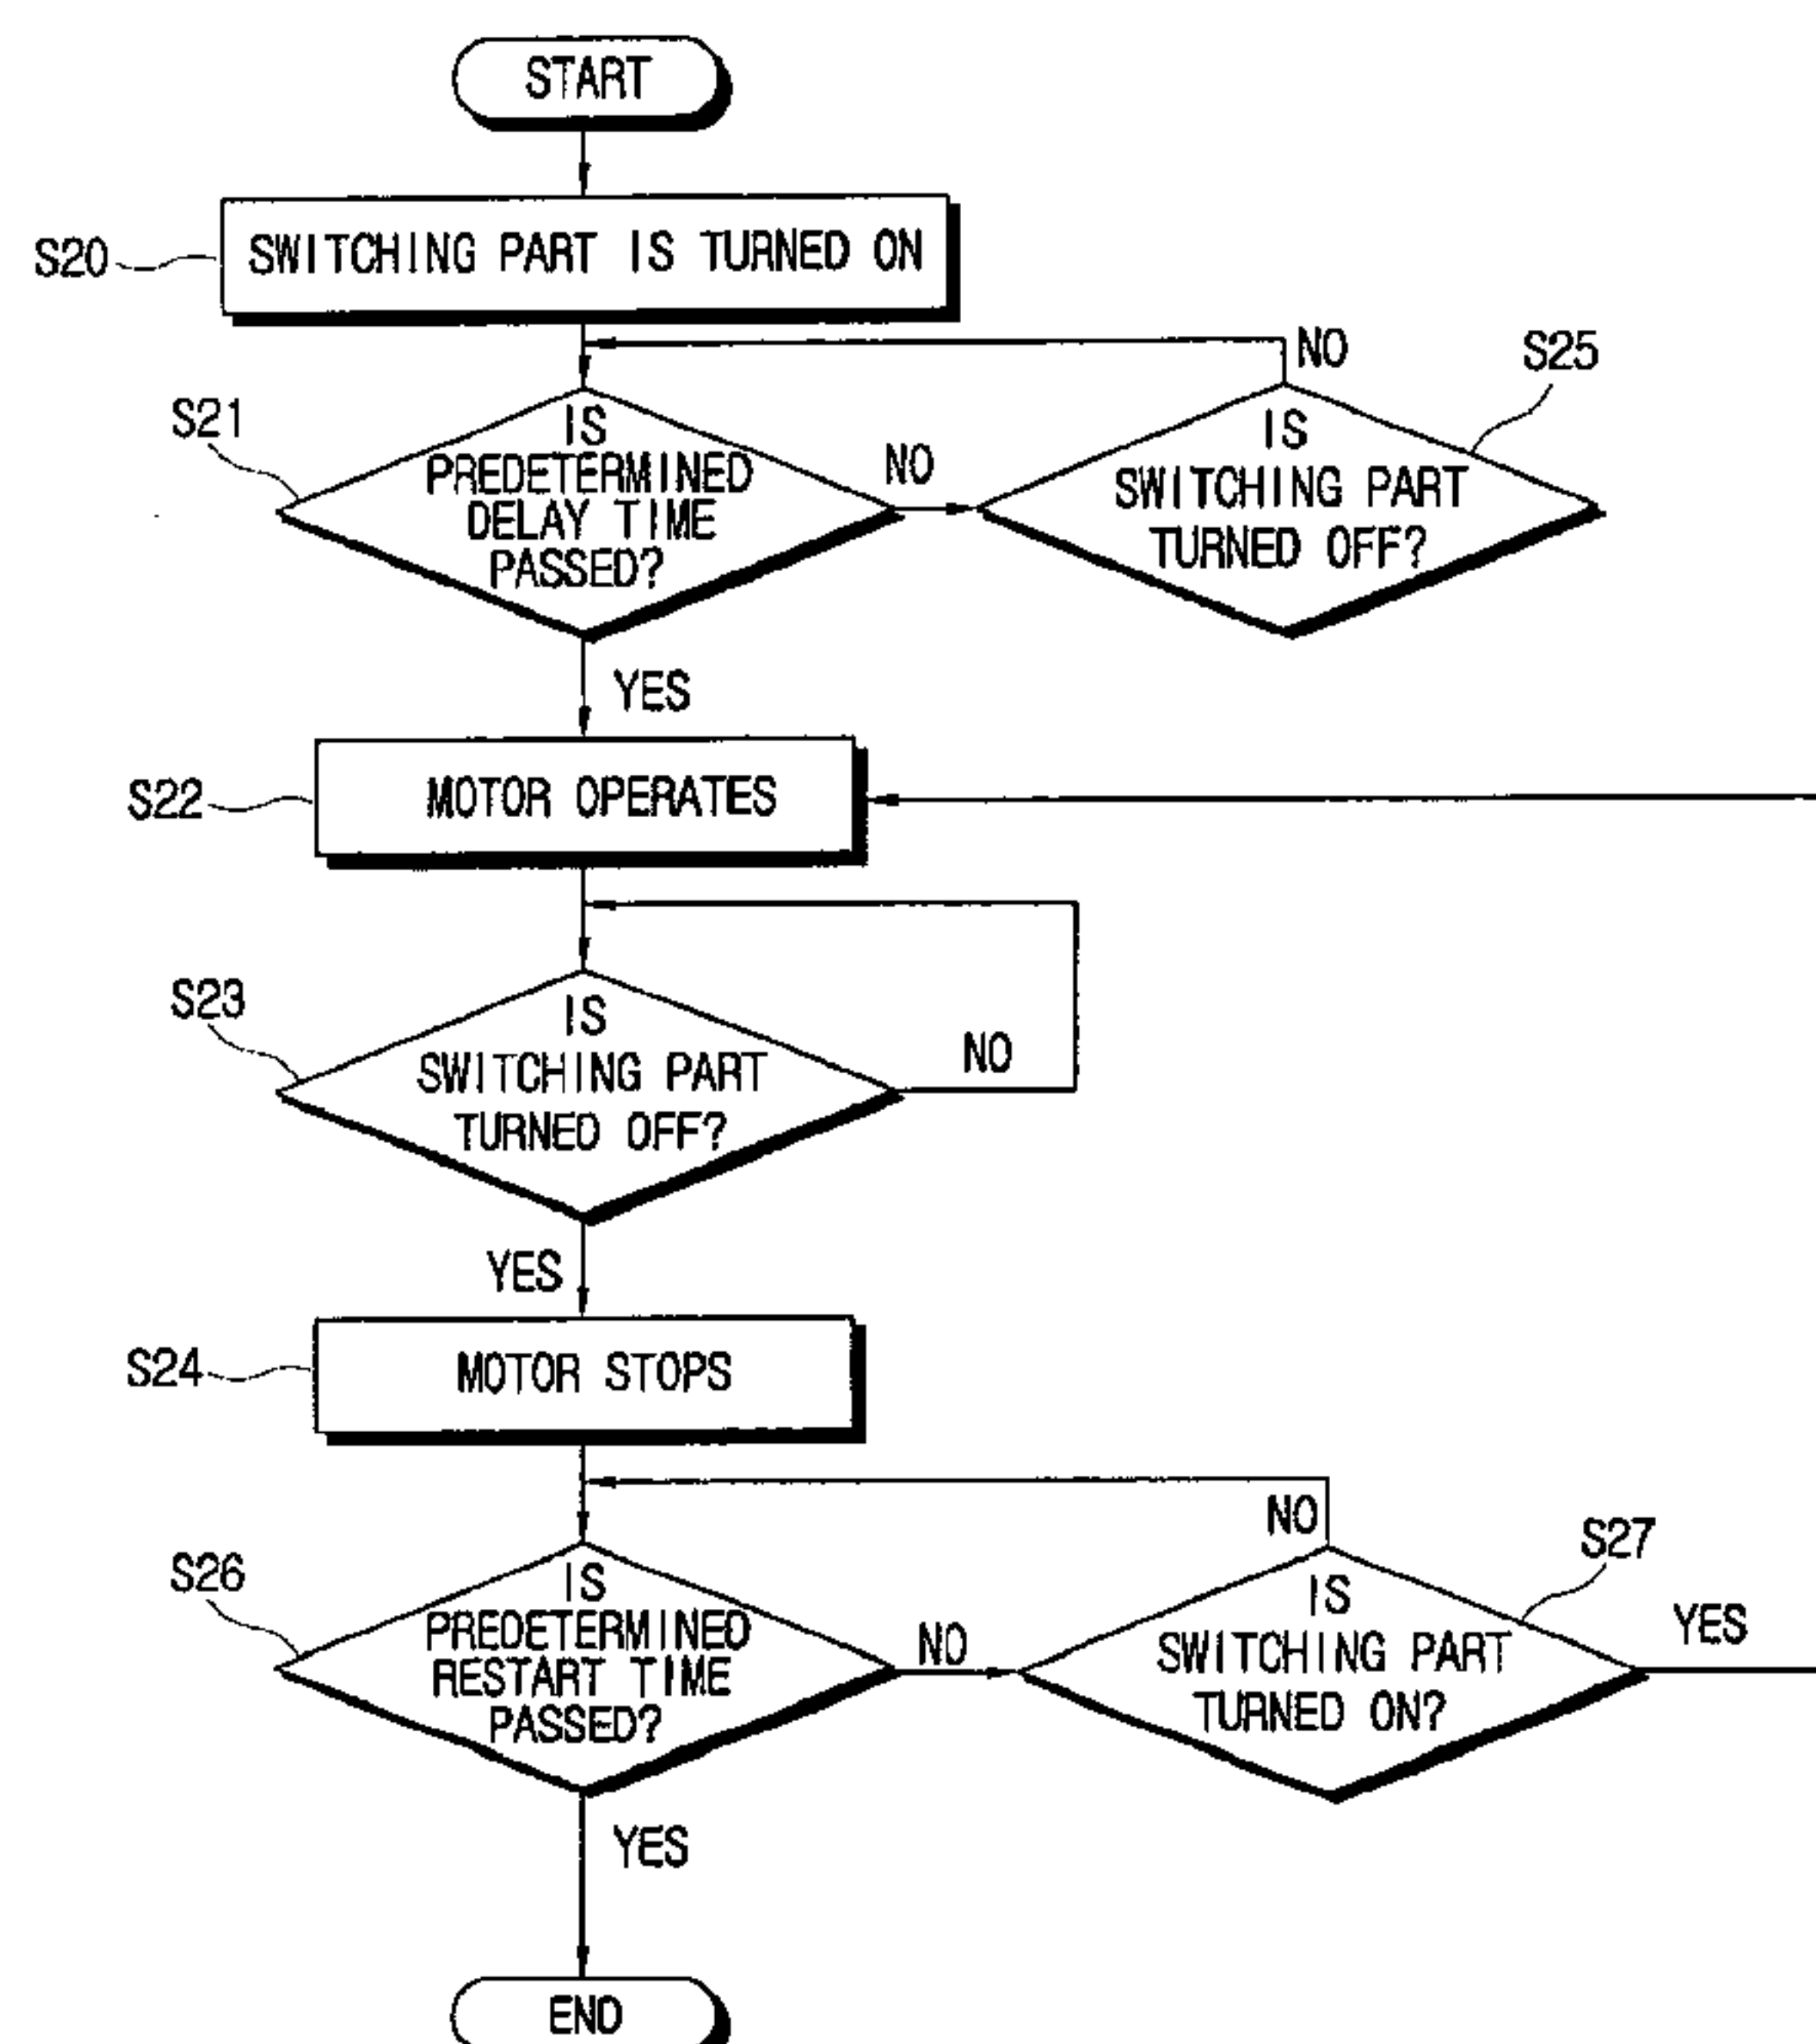 START
S20
SWITCHING PART IS TURNED ON
NO
S25
S21
IS
PREDETERMINED
DELAY TIME
PASSED?
NO
IS
SWITCHING PART
TURNED OFF?
YES
S22
MOTOR OPERATES
S23
IS
SWITCHING PART
TURNED OFF?
NO
YES
S24
MOTOR STOPS
NO
S27
S26
IS
PREDETERMINED
RESTART TIME
PASSED?
NO
IS
SWITCHING PART
TURNED ON?
YES
YES
END